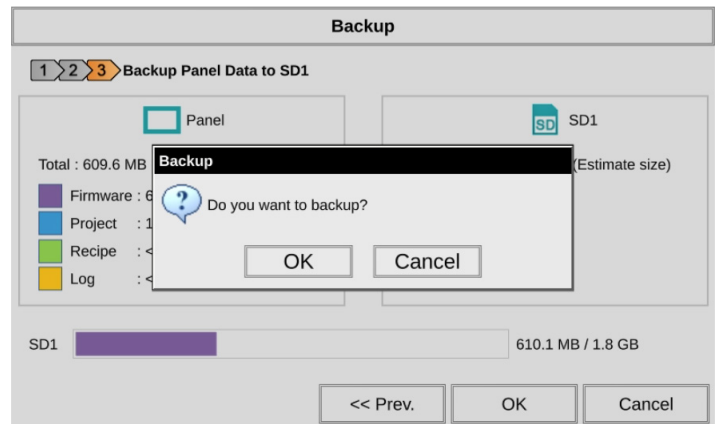 Backup
1 2 3 Backup Panel Data to SD1
Panel
SD SD1
Total : 609.6 MB
(Estimate size)
Firmware : 6
Project : 1
Recipe : <
Log : <
Backup
? Do you want to backup?
OK Cancel
SD1 610.1 MB / 1.8 GB
<< Prev. OK Cancel